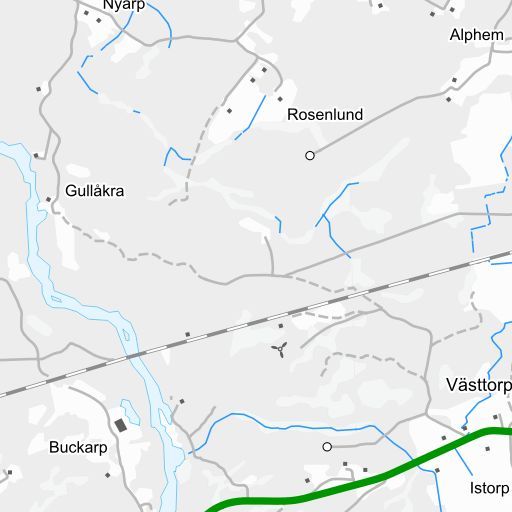 Nyarp
Alphem
Rosenlund
Gullåkra
Västtorp
Buckarp
Istorp